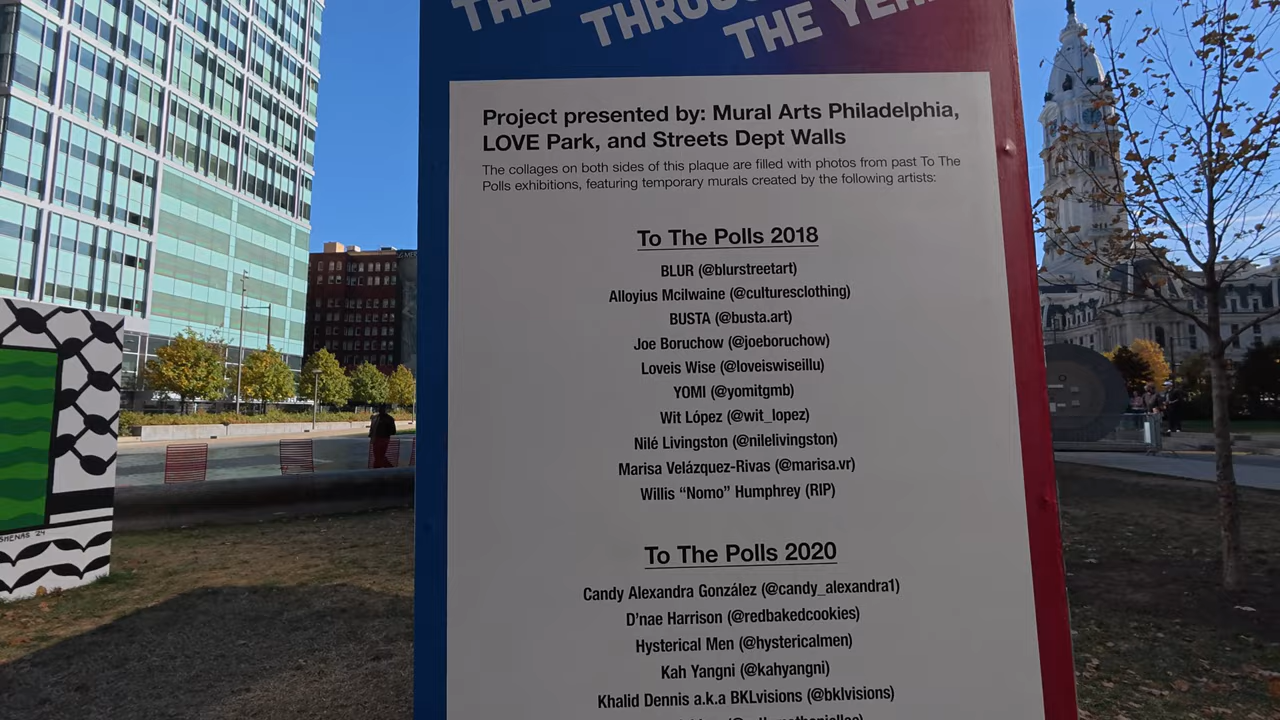 THE
THROU
THE YEA
Project presented by: Mural Arts Philadelphia,
LOVE Park, and Streets Dept Walls
The collages on both sides of this plaque are filled with photos from past To The
Polls exhibitions, featuring temporary murals created by the following artists:
To The Polls 2018
BLUR (@blurstreetart)
Alloyius Mcilwaine (@culturesclothing)
BUSTA (@busta.art)
Joe Boruchow (@joeboruchow)
Loveis Wise (@loveiswiseillu)
YOMI (@yomitgmb)
Wit López (@wit_lopez)
Nilé Livingston (@nilelivingston)
Marisa Velázquez-Rivas (@marisa.vr)
Willis “Nomo” Humphrey (RIP)
To The Polls 2020
Candy Alexandra González (@candy_alexandra1)
D'nae Harrison (@redbakedcookies)
Hysterical Men (@hystericalmen)
Kah Yangni (@kahyangni)
Khalid Dennis a.k.a BKLvisions (@bklvisions)